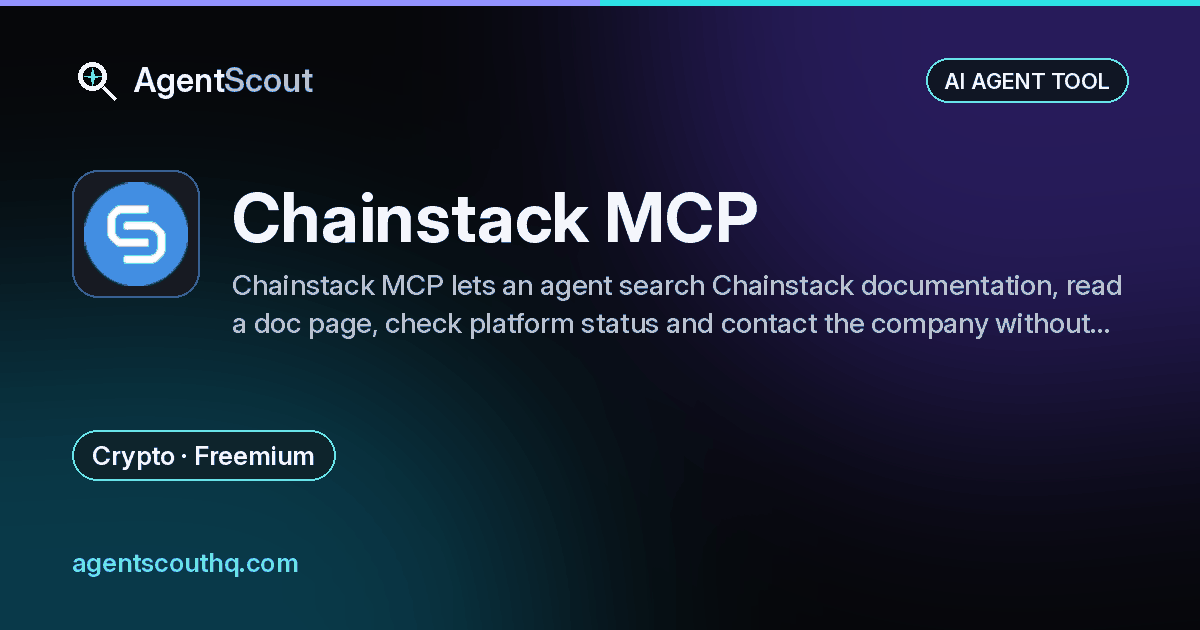 AgentScout
AI AGENT TOOL
Chainstack MCP
Chainstack MCP lets an agent search Chainstack documentation, read
a doc page, check platform status and contact the company without...
Crypto · Freemium
agentscouthq.com